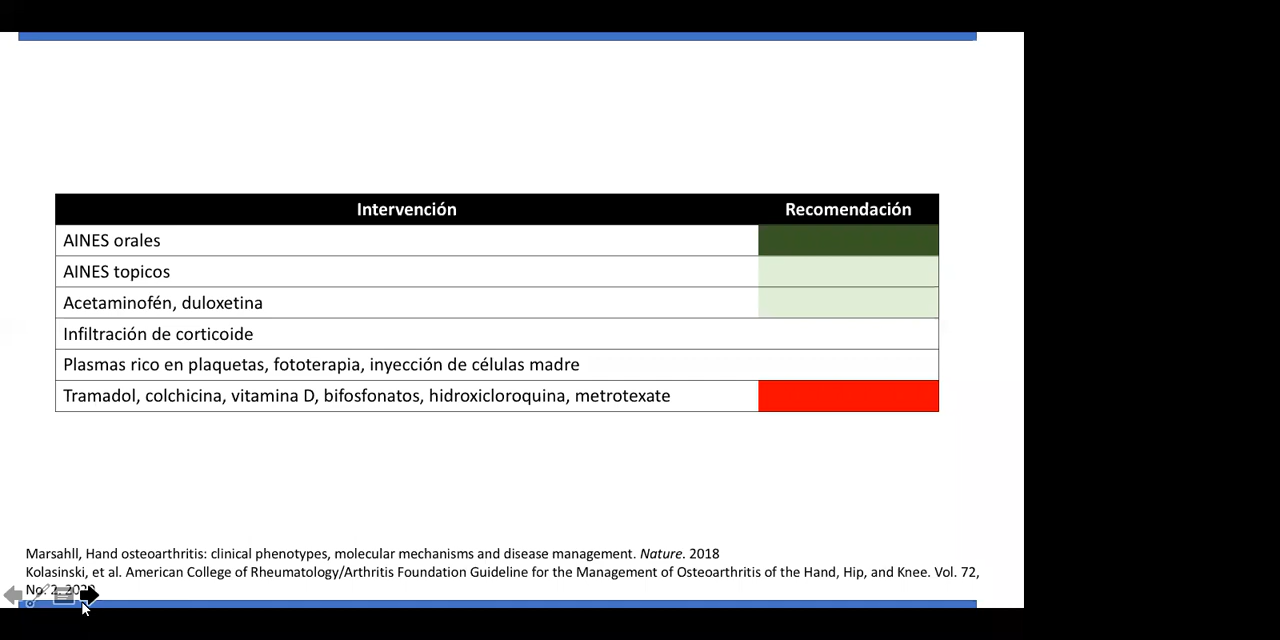 Intervención Recomendación
AINES orales
AINES topicos
Acetaminofén, duloxetina
Infiltración de corticoide
Plasmas rico en plaquetas, fototerapia, inyección de células madre
Tramadol, colchicina, vitamina D, bifosfonatos, hidroxicloroquina, metrotexate
Marsahll, Hand osteoarthritis: clinical phenotypes, molecular mechanisms and disease management. Nature. 2018
Kolasinski, et al. American College of Rheumatology/Arthritis Foundation Guideline for the Management of Osteoarthritis of the Hand, Hip, and Knee. Vol. 72,
No. 2,